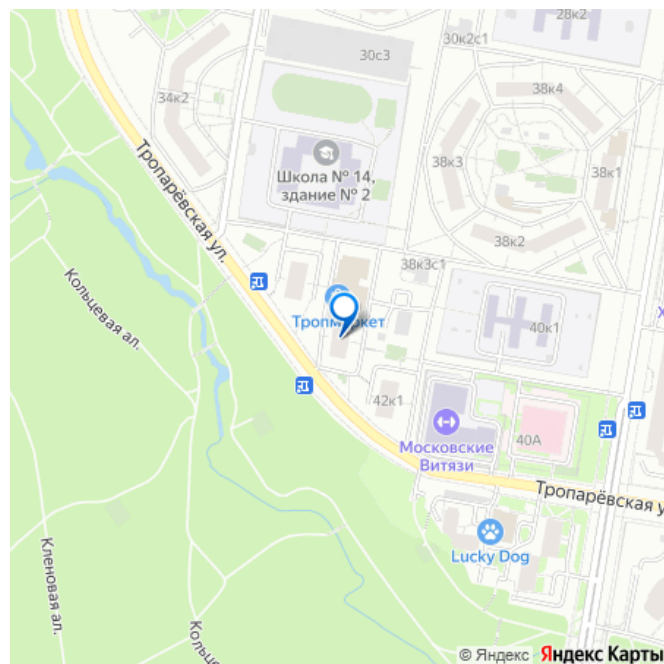 28к2
30к2с1
30с3
34к2
38к4
Школа № 14,
здание № 2
38к3
38к1
Тропарёвская ул.
38к2
38к3с1
Кольцевая ал.
Тропмаркет
Х
40к1
42к1
Московские
Витязи
40А
Тропарёвская у
Lucky Dog
Кленовая ал.
Кольце
© Яндекс Яндекс Карты